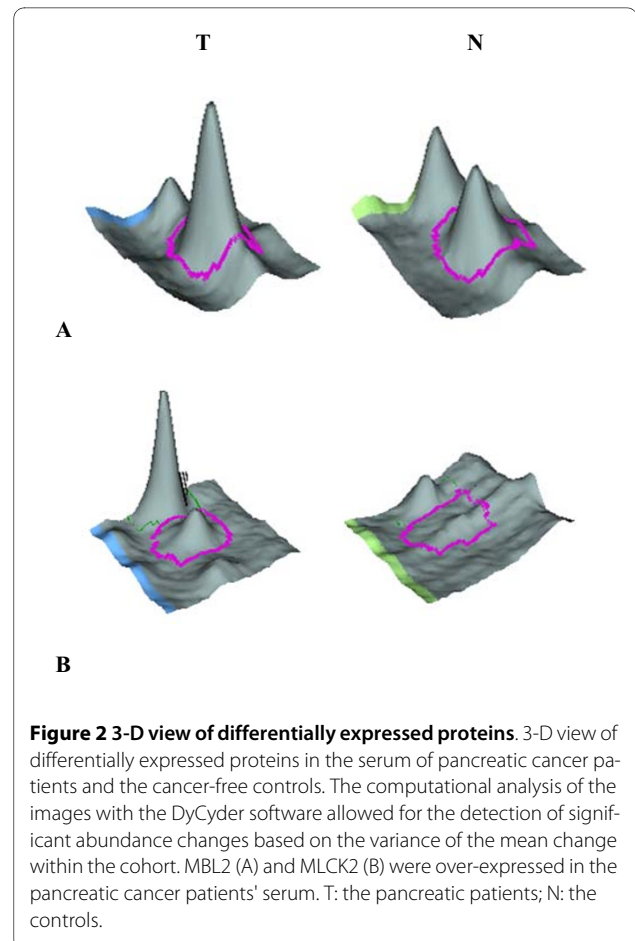 T N
A
B
Figure 2 3-D view of differentially expressed proteins. 3-D view of
differentially expressed proteins in the serum of pancreatic cancer pa-
tients and the cancer-free controls. The computational analysis of the
images with the DyCyder software allowed for the detection of signif-
icant abundance changes based on the variance of the mean change
within the cohort. MBL2 (A) and MLCK2 (B) were over-expressed in the
pancreatic cancer patients' serum. T: the pancreatic patients; N: the
controls.